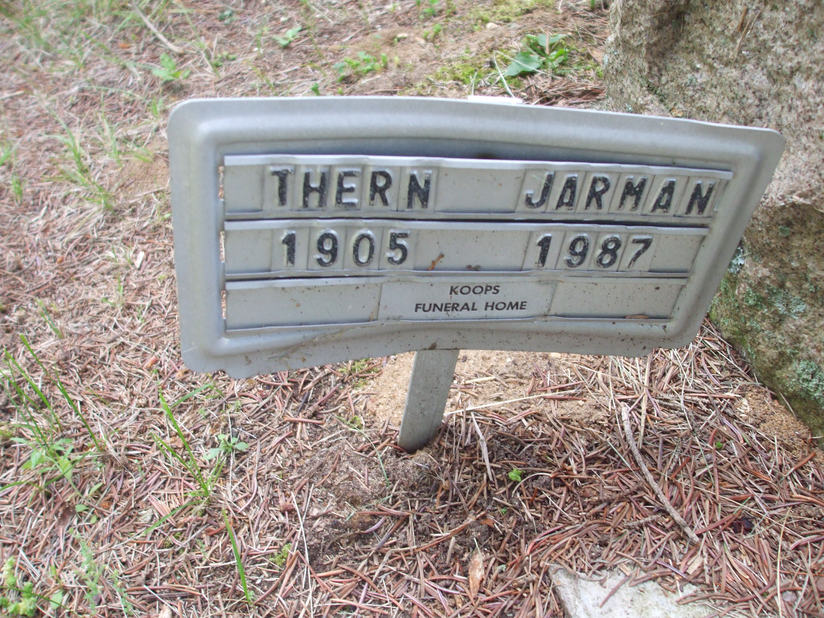 THERN JARMAN
1905 1987
KOOPS
FUNERAL HOME